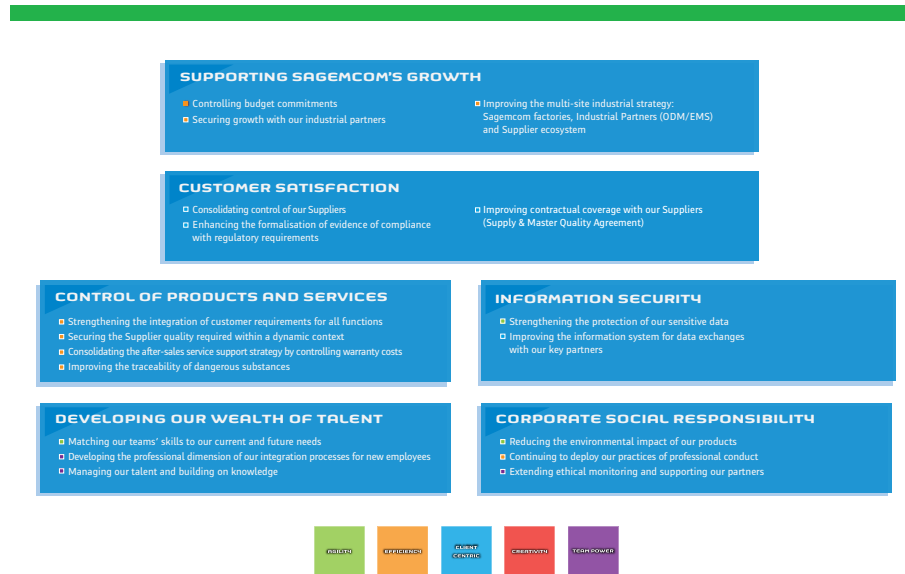 SUPPORTING SAGEMCOM'S GROWTH
Controlling budget commitments
Securing growth with our industrial partners
Improving the multi-site industrial strategy:
Sagemcom factories, Industrial Partners (ODM/EMS)
and Supplier ecosystem
CUSTOMER SATISFACTION
Consolidating control of our Suppliers
Enhancing the formalisation of evidence of compliance
with regulatory requirements
Improving contractual coverage with our Suppliers
(Supply & Master Quality Agreement)
CONTROL OF PRODUCTS AND SERVICES
Strengthening the integration of customer requirements for all functions
Securing the Supplier quality required within a dynamic context
Consolidating the after-sales service support strategy by controlling warranty costs
Improving the traceability of dangerous substances
INFORMATION SECURITY
Strengthening the protection of our sensitive data
Improving the information system for data exchanges
with our key partners
DEVELOPING OUR WEALTH OF TALENT
Matching our teams' skills to our current and future needs
Developing the professional dimension of our integration processes for new employees
Managing our talent and building on knowledge
CORPORATE SOCIAL RESPONSIBILITY
Reducing the environmental impact of our products
Continuing to deploy our practices of professional conduct
Extending ethical monitoring and supporting our partners
AGILITY
EFFICIENCY
CLIENT
CENTRIC
CREATIVITY
TEAM POWER